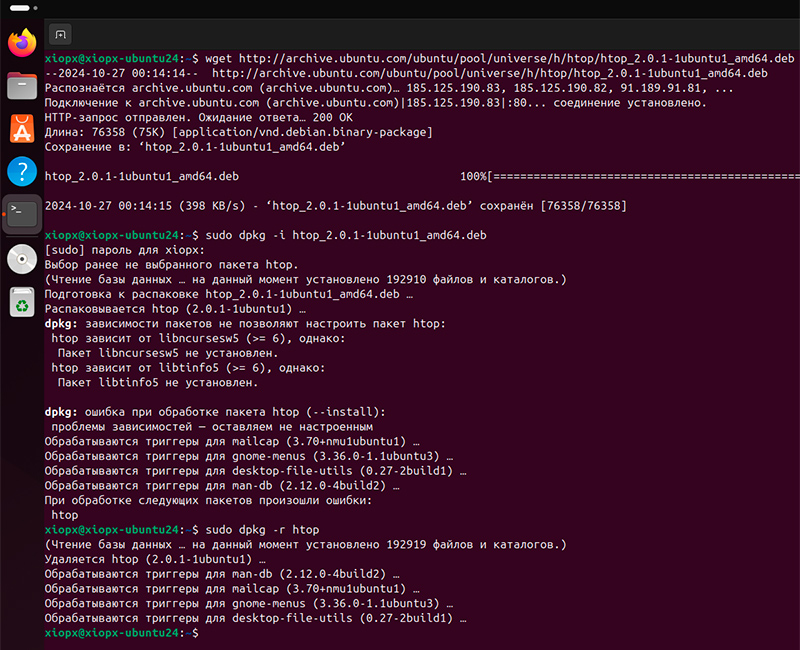 xiopx@xiopx-ubuntu24:~$ wget http://archive.ubuntu.com/ubuntu/pool/universe/h/htop/htop_2.0.1-1ubuntu1_amd64.deb
--2024-10-27 00:14:14--  http://archive.ubuntu.com/ubuntu/pool/universe/h/htop/htop_2.0.1-1ubuntu1_amd64.deb
Распознаётся archive.ubuntu.com (archive.ubuntu.com)… 185.125.190.83, 185.125.190.82, 91.189.91.81, ...
Подключение к archive.ubuntu.com (archive.ubuntu.com)|185.125.190.83|:80... соединение установлено.
HTTP-запрос отправлен. Ожидание ответа… 200 OK
Длина: 76358 (75K) [application/vnd.debian.binary-package]
Сохранение в: ‘htop_2.0.1-1ubuntu1_amd64.deb’
htop_2.0.1-1ubuntu1_amd64.deb 100%[=============================================
2024-10-27 00:14:15 (398 KB/s) - ‘htop_2.0.1-1ubuntu1_amd64.deb’ сохранён [76358/76358]
xiopx@xiopx-ubuntu24:~$ sudo dpkg -i htop_2.0.1-1ubuntu1_amd64.deb
[sudo] пароль для xiopx:
Выбор ранее не выбранного пакета htop.
(Чтение базы данных … на данный момент установлено 192910 файлов и каталогов.)
Подготовка к распаковке htop_2.0.1-1ubuntu1_amd64.deb …
Распаковывается htop (2.0.1-1ubuntu1) …
dpkg: зависимости пакетов не позволяют настроить пакет htop:
htop зависит от libncursesw5 (>= 6), однако:
Пакет libncursesw5 не установлен.
htop зависит от libtinfo5 (>= 6), однако:
Пакет libtinfo5 не установлен.
dpkg: ошибка при обработке пакета htop (--install):
проблемы зависимостей — оставляем не настроенным
Обрабатываются триггеры для mailcap (3.70+nmu1ubuntu1) …
Обрабатываются триггеры для gnome-menus (3.36.0-1.1ubuntu3) …
Обрабатываются триггеры для desktop-file-utils (0.27-2build1) …
Обрабатываются триггеры для man-db (2.12.0-4build2) …
При обработке следующих пакетов произошли ошибки:
htop
xiopx@xiopx-ubuntu24:~$ sudo dpkg -r htop
(Чтение базы данных … на данный момент установлено 192919 файлов и каталогов.)
Удаляется htop (2.0.1-1ubuntu1) …
Обрабатываются триггеры для man-db (2.12.0-4build2) …
Обрабатываются триггеры для mailcap (3.70+nmu1ubuntu1) …
Обрабатываются триггеры для gnome-menus (3.36.0-1.1ubuntu3) …
Обрабатываются триггеры для desktop-file-utils (0.27-2build1) …
xiopx@xiopx-ubuntu24:~$